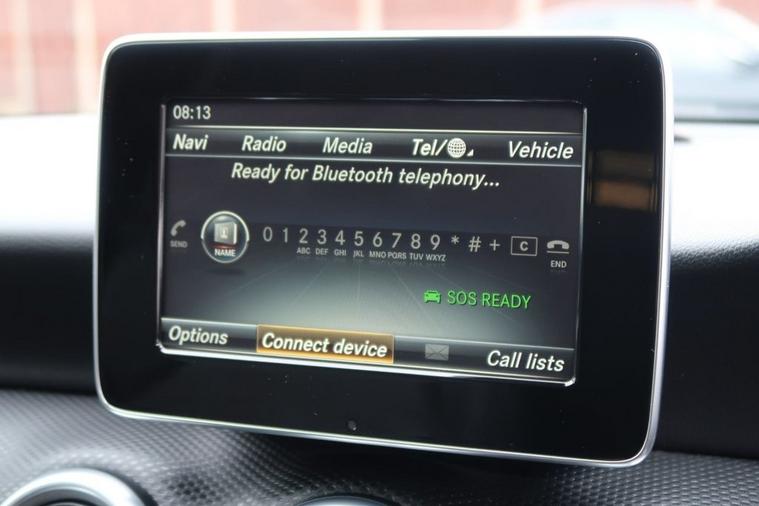 08:13
Navi Radio Media Tel/ Vehicle
Ready for Bluetooth telephony...
0 1 2 3 4 5 6 7 8 9 * # + C
SEND NAME ABC DEF GHI JKL MNO PQRS TUV WXYZ END
SOS READY
Options Connect device Call lists